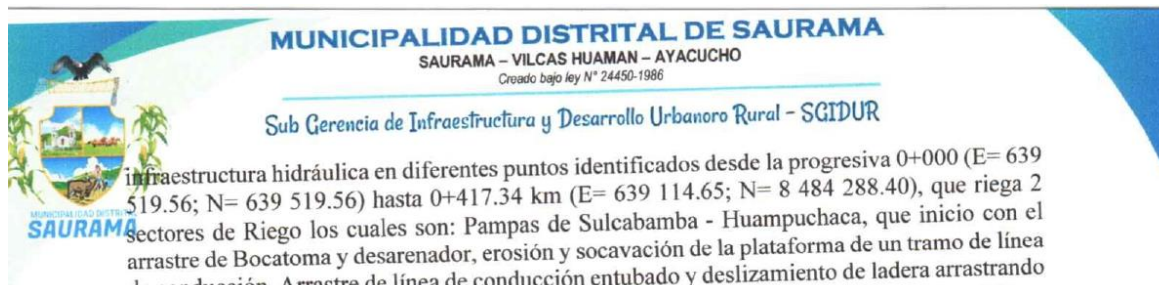 MUNICIPALIDAD DISTRITAL DE SAURAMA
SAURAMA – VILCAS HUAMAN – AYACUCHO
Creado bajo ley N° 24450-1986
Sub Gerencia de Infraestructura y Desarrollo Urbanoro Rural - SGIDUR
MUNICIPALIDAD DISTRI
SAURAMA
infraestructura hidráulica en diferentes puntos identificados desde la progresiva 0+000 (E= 639
519.56; N= 639 519.56) hasta 0+417.34 km (E= 639 114.65; N= 8 484 288.40), que riega 2
sectores de Riego los cuales son: Pampas de Sulcabamba - Huampuchaca, que inicio con el
arrastre de Bocatoma y desarenador, erosión y socavación de la plataforma de un tramo de línea
de conducción. Arrastre de línea de conducción entubado y deslizamiento de ladera arrastrando